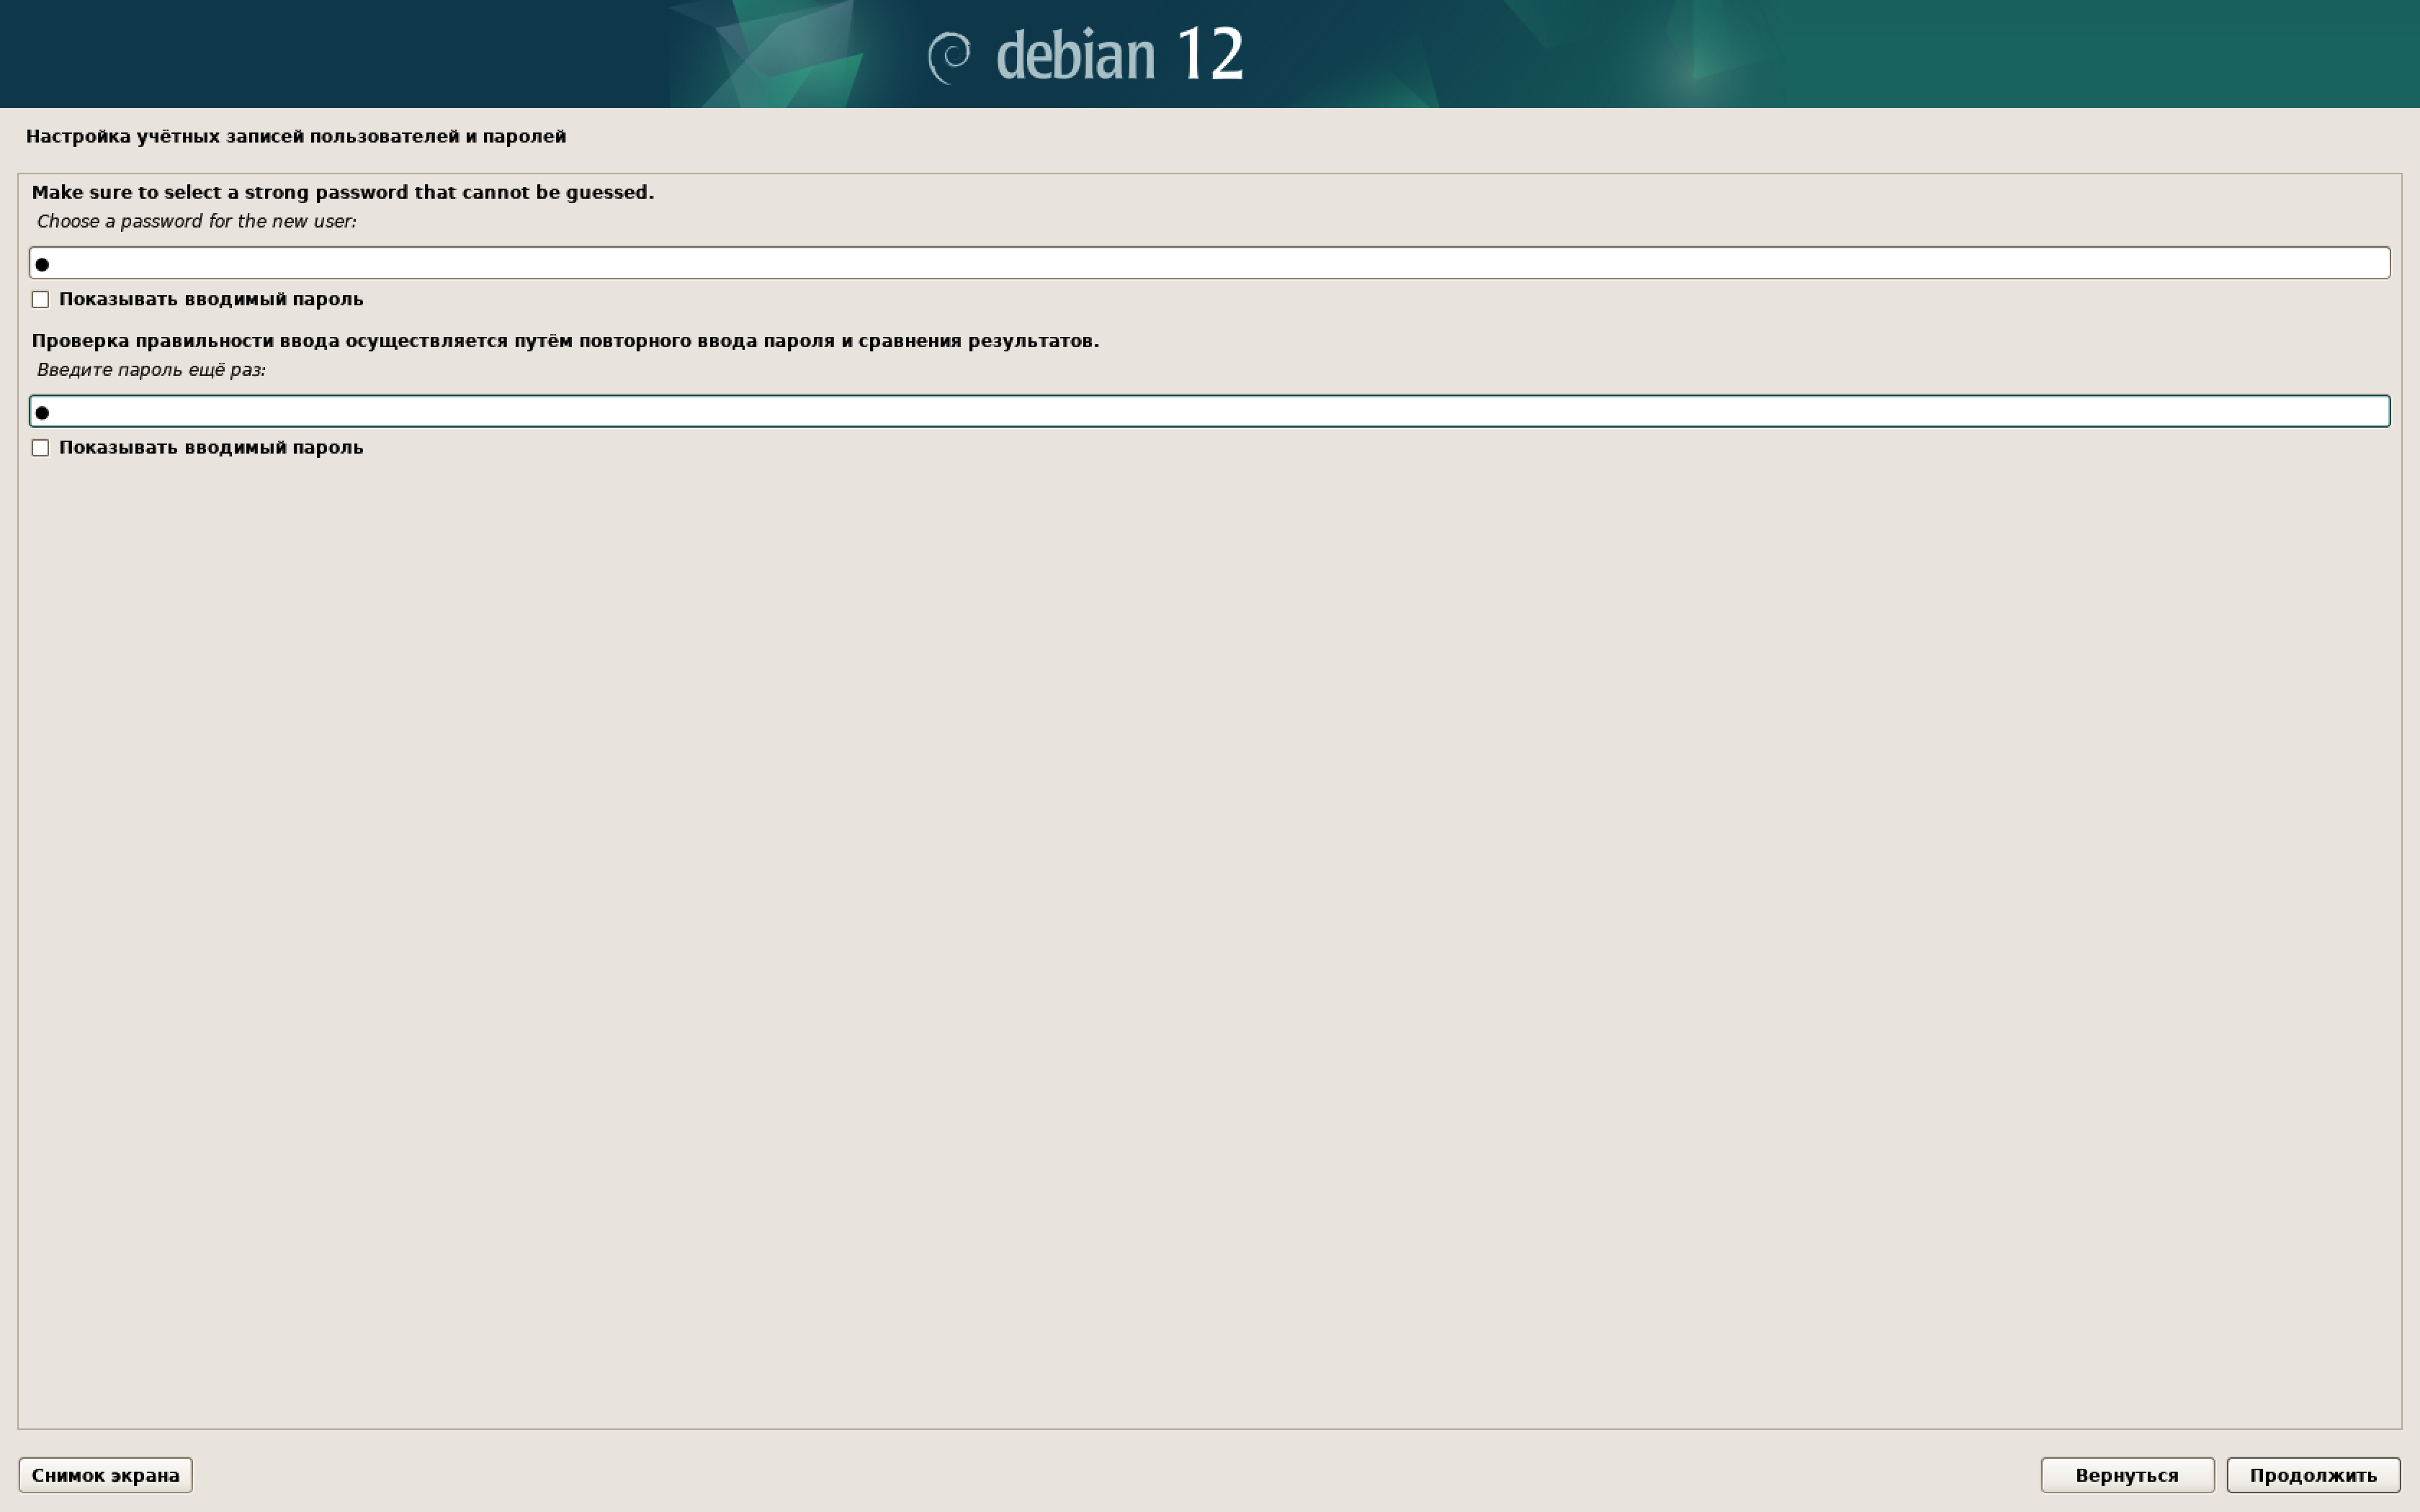 debian 12
Настройка учётных записей пользователей и паролей
Make sure to select a strong password that cannot be guessed.
Choose a password for the new user:
Показывать вводимый пароль
Проверка правильности ввода осуществляется путём повторного ввода пароля и сравнения результатов.
Введите пароль ещё раз:
Показывать вводимый пароль
Снимок экрана
Вернуться
Продолжить